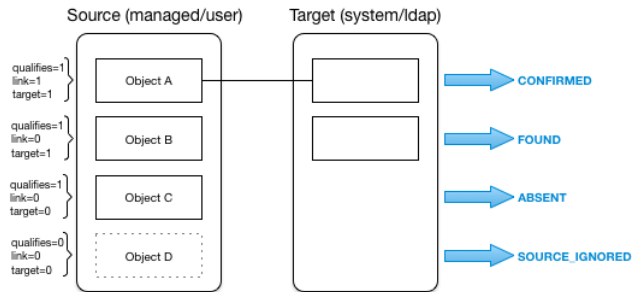 Source (managed/user)
Target (system/ldap)
qualifies=1
link=1
target=1
Object A
CONFIRMED
qualifies=1
link=0
target=1
Object B
FOUND
qualifies=1
link=0
target=0
Object C
ABSENT
qualifies=0
link=0
target=0
Object D
SOURCE_IGNORED